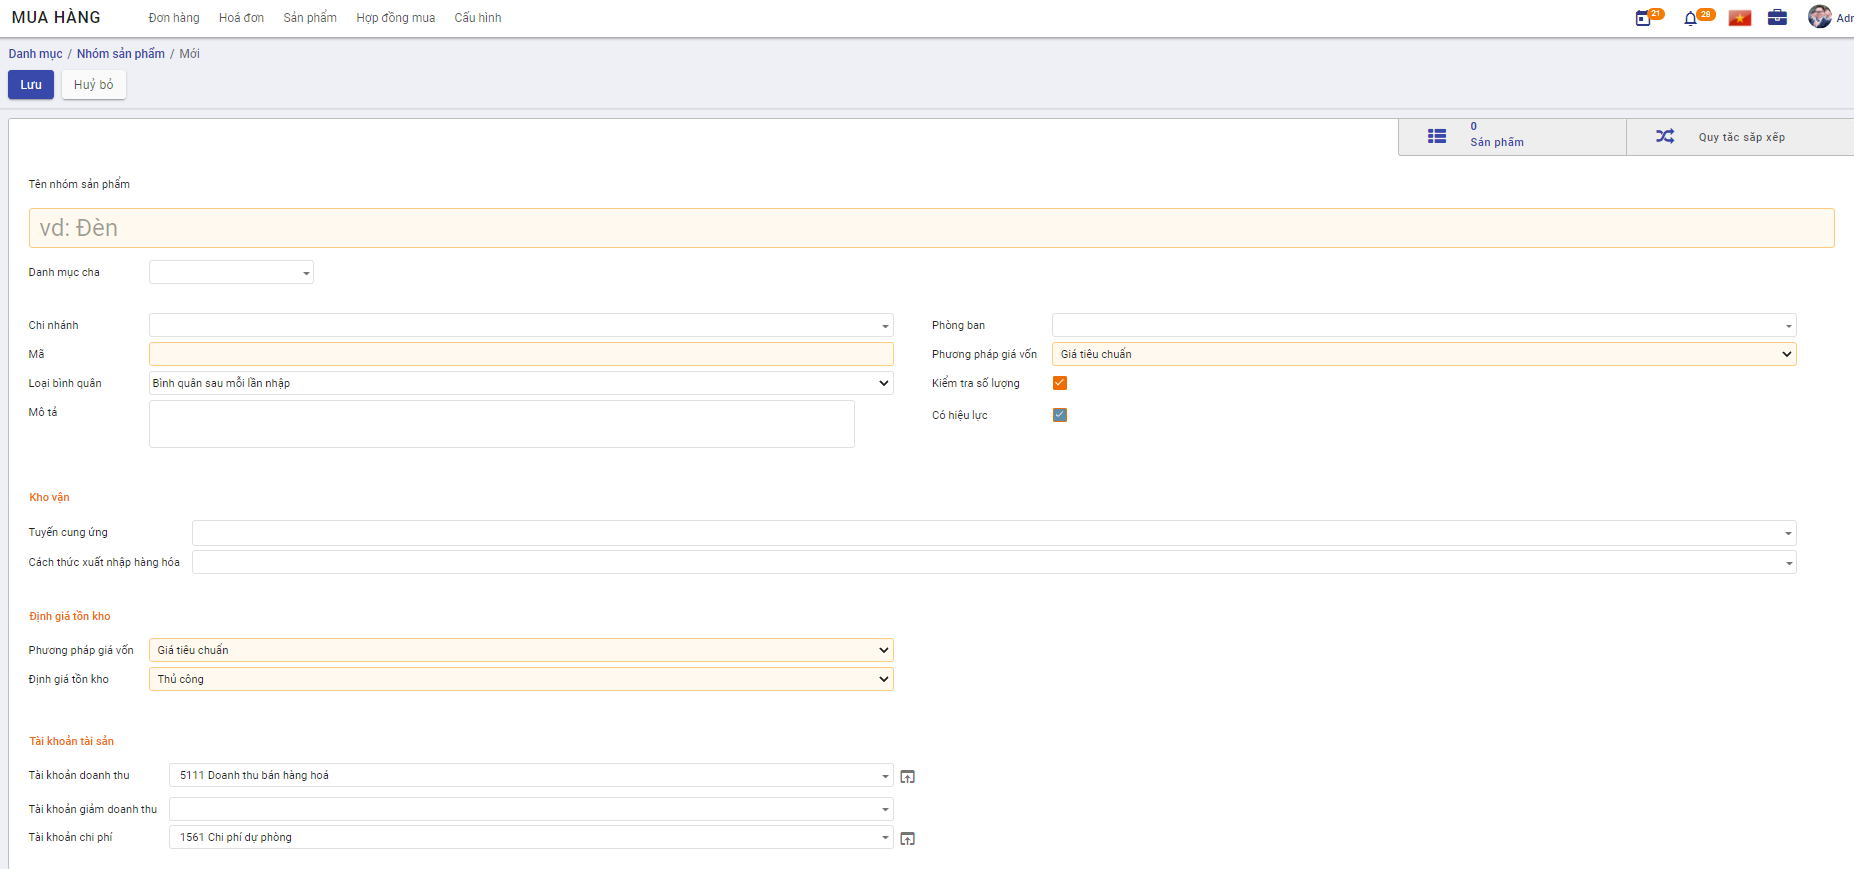 MUA HÀNG Đơn hàng Hoá đơn Sản phẩm Hợp đồng mua Cấu hình 21 28 Adr
Danh mục / Nhóm sản phẩm / Mới
Lưu Huỷ bỏ
0
Sản phẩm
Quy tắc sắp xếp
Tên nhóm sản phẩm
vd: Đèn
Danh mục cha
Chi nhánh Phòng ban
Mã Phương pháp giá vốn Giá tiêu chuẩn
Loại bình quân Bình quân sau mỗi lần nhập Kiểm tra số lượng
Mô tả Có hiệu lực
Kho vận
Tuyến cung ứng
Cách thức xuất nhập hàng hóa
Định giá tồn kho
Phương pháp giá vốn Giá tiêu chuẩn
Định giá tồn kho Thủ công
Tài khoản tài sản
Tài khoản doanh thu 5111 Doanh thu bán hàng hoá
Tài khoản giảm doanh thu
Tài khoản chi phí 1561 Chi phí dự phòng